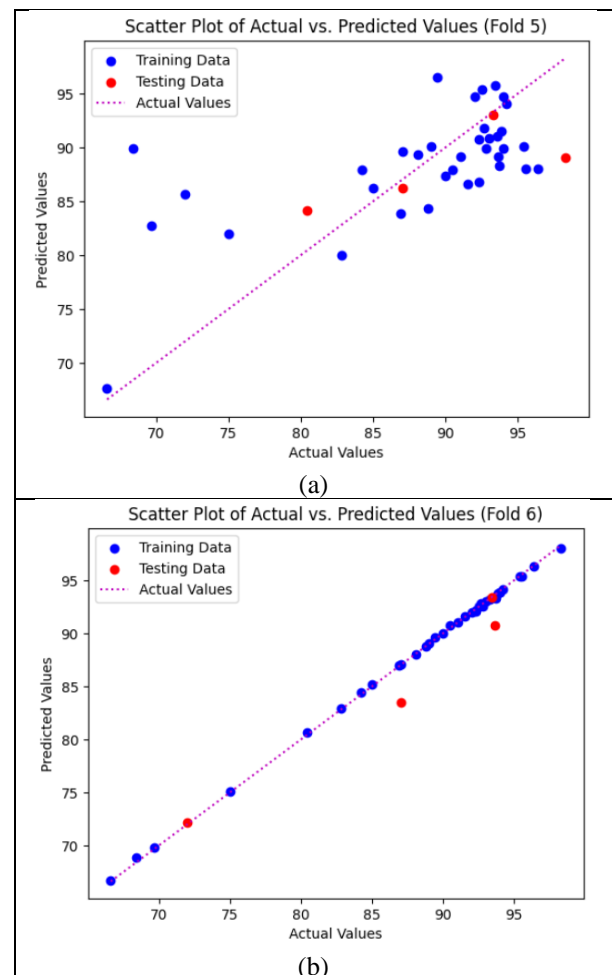 Scatter Plot of Actual vs. Predicted Values (Fold 5)
Training Data
Testing Data
Actual Values
95
90
85
80
75
70
Predicted Values
70 75 80 85 90 95
Actual Values
(a)
Scatter Plot of Actual vs. Predicted Values (Fold 6)
Training Data
Testing Data
Actual Values
95
90
85
80
75
70
Predicted Values
70 75 80 85 90 95
Actual Values
(b)